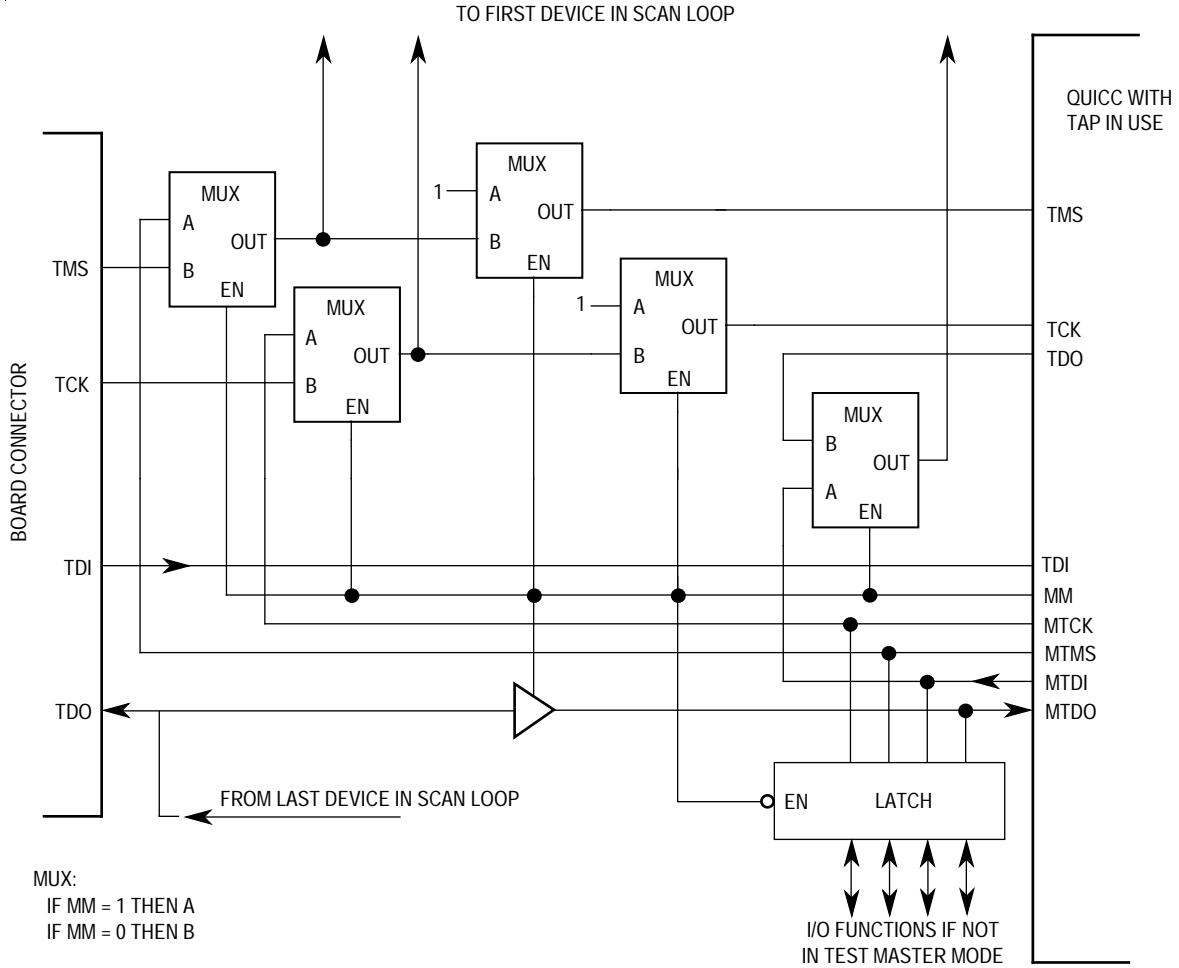 TO FIRST DEVICE IN SCAN LOOP
QUICC WITH
TAP IN USE
BOARD CONNECTOR
TMS
TCK
TDI
TDO
MUX
A
OUT
B
EN
MUX
A
OUT
B
EN
1
MUX
A
OUT
B
EN
1
MUX
A
OUT
B
EN
MUX
B
OUT
A
EN
TMS
TCK
TDO
TDI
MM
MTCK
MTMS
MTDI
MTDO
EN LATCH
FROM LAST DEVICE IN SCAN LOOP
I/O FUNCTIONS IF NOT
IN TEST MASTER MODE
MUX:
IF MM = 1 THEN A
IF MM = 0 THEN B